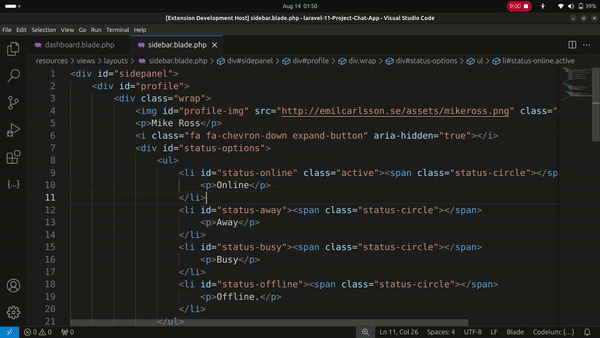 Aug 14 01:50
0:00
39%
[Extension Development Host] sidebar.blade.php - laravel-11-Project-Chat-App - Visual Studio Code
File Edit Selection View Go Run Terminal Help
dashboard.blade.php sidebar.blade.php
resources > views > layouts > sidebar.blade.php > div#sidepanel > div#profile > div.wrap > div#status-options > ul > li#status-online.active
1 <div id="sidepanel">
2 <div id="profile">
3 <div class="wrap">
4 <img id="profile-img" src="http://emilcarlsson.se/assets/mikeross.png" class="
5 <p>Mike Ross</p>
6 <i class="fa fa-chevron-down expand-button" aria-hidden="true"></i>
7 <div id="status-options">
8 <ul>
9 <li id="status-online" class="active"><span class="status-circle"></spa
10 <p>Online</p>
11 </li>
12 <li id="status-away"><span class="status-circle"></span>
13 <p>Away</p>
14 </li>
15 <li id="status-busy"><span class="status-circle"></span>
16 <p>Busy</p>
17 </li>
18 <li id="status-offline"><span class="status-circle"></span>
19 <p>Offline.</p>
20 </li>
21 </ul>
0 0 0 Ln 11, Col 26 Spaces: 4 UTF-8 LF Blade Codeium: {...}